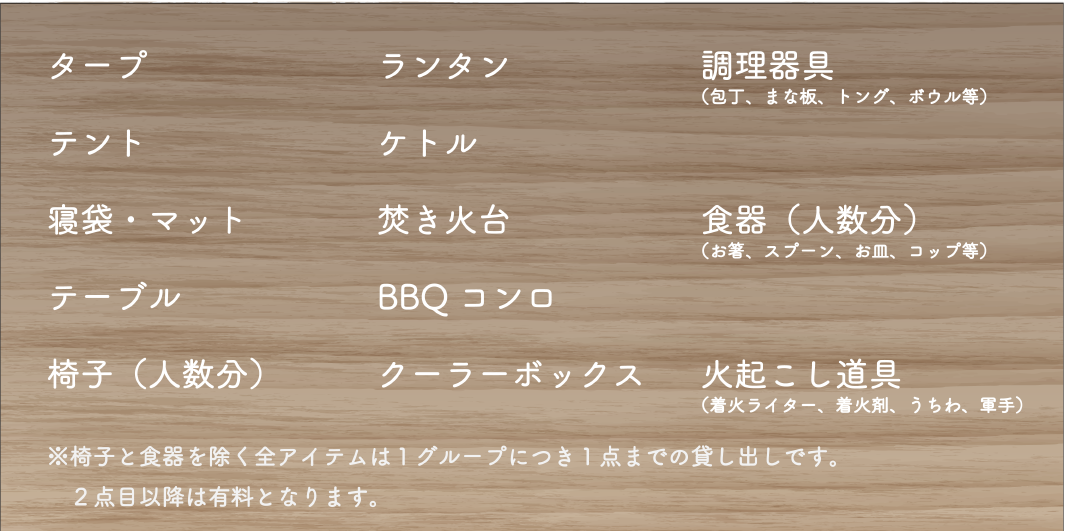 タープ
ランタン
調理器具
（包丁、まな板、トング、ボウル等）
テント
ケトル
寝袋・マット
焚き火台
食器（人数分）
（お箸、スプーン、お皿、コップ等）
テーブル
BBQ コンロ
椅子（人数分）
クーラーボックス
火起こし道具
（着火ライター、着火剤、うちわ、軍手）
※椅子と食器を除く全アイテムは１グループにつき１点までの貸し出しです。
２点目以降は有料となります。